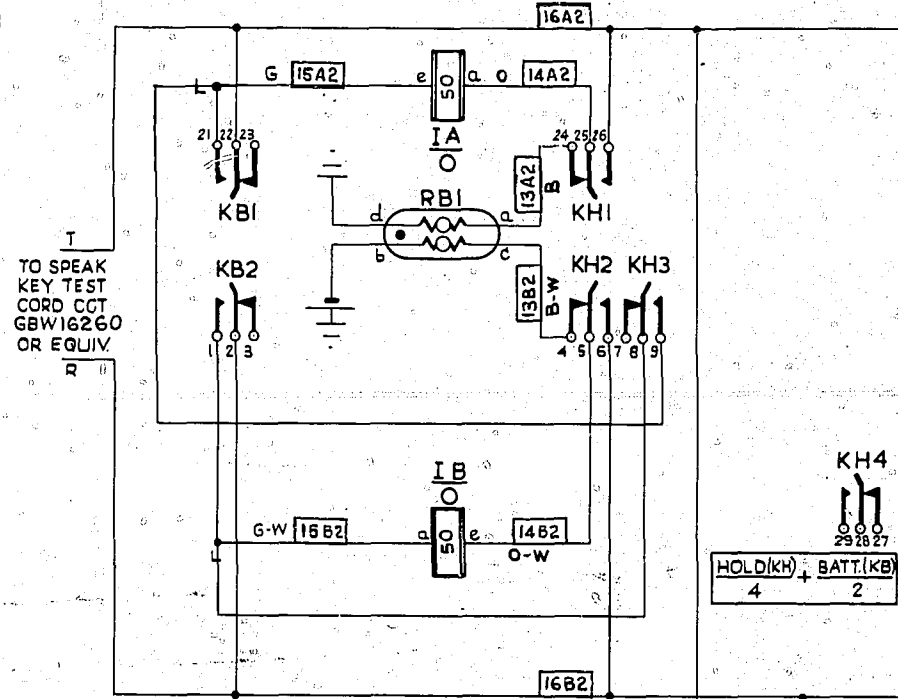 16A2
G 15A2 e 50 a O 14A2
L
21 22 23
IA
24 25 26
13A2 B
KB1
RB1
KH1
d a
b c
T
TO SPEAK
KEY TEST
CORD CCT
GBW16260
OR EQUIV.
R
KB2
13B2 B-W
KH2 KH3
1 2 3
4 5 6 7 8 9
IB
G-W 15B2 a 50 e 14B2
O-W
L
KH4
29 28 27
HOLD(KH) + BATT.(KB)
4 2
16B2